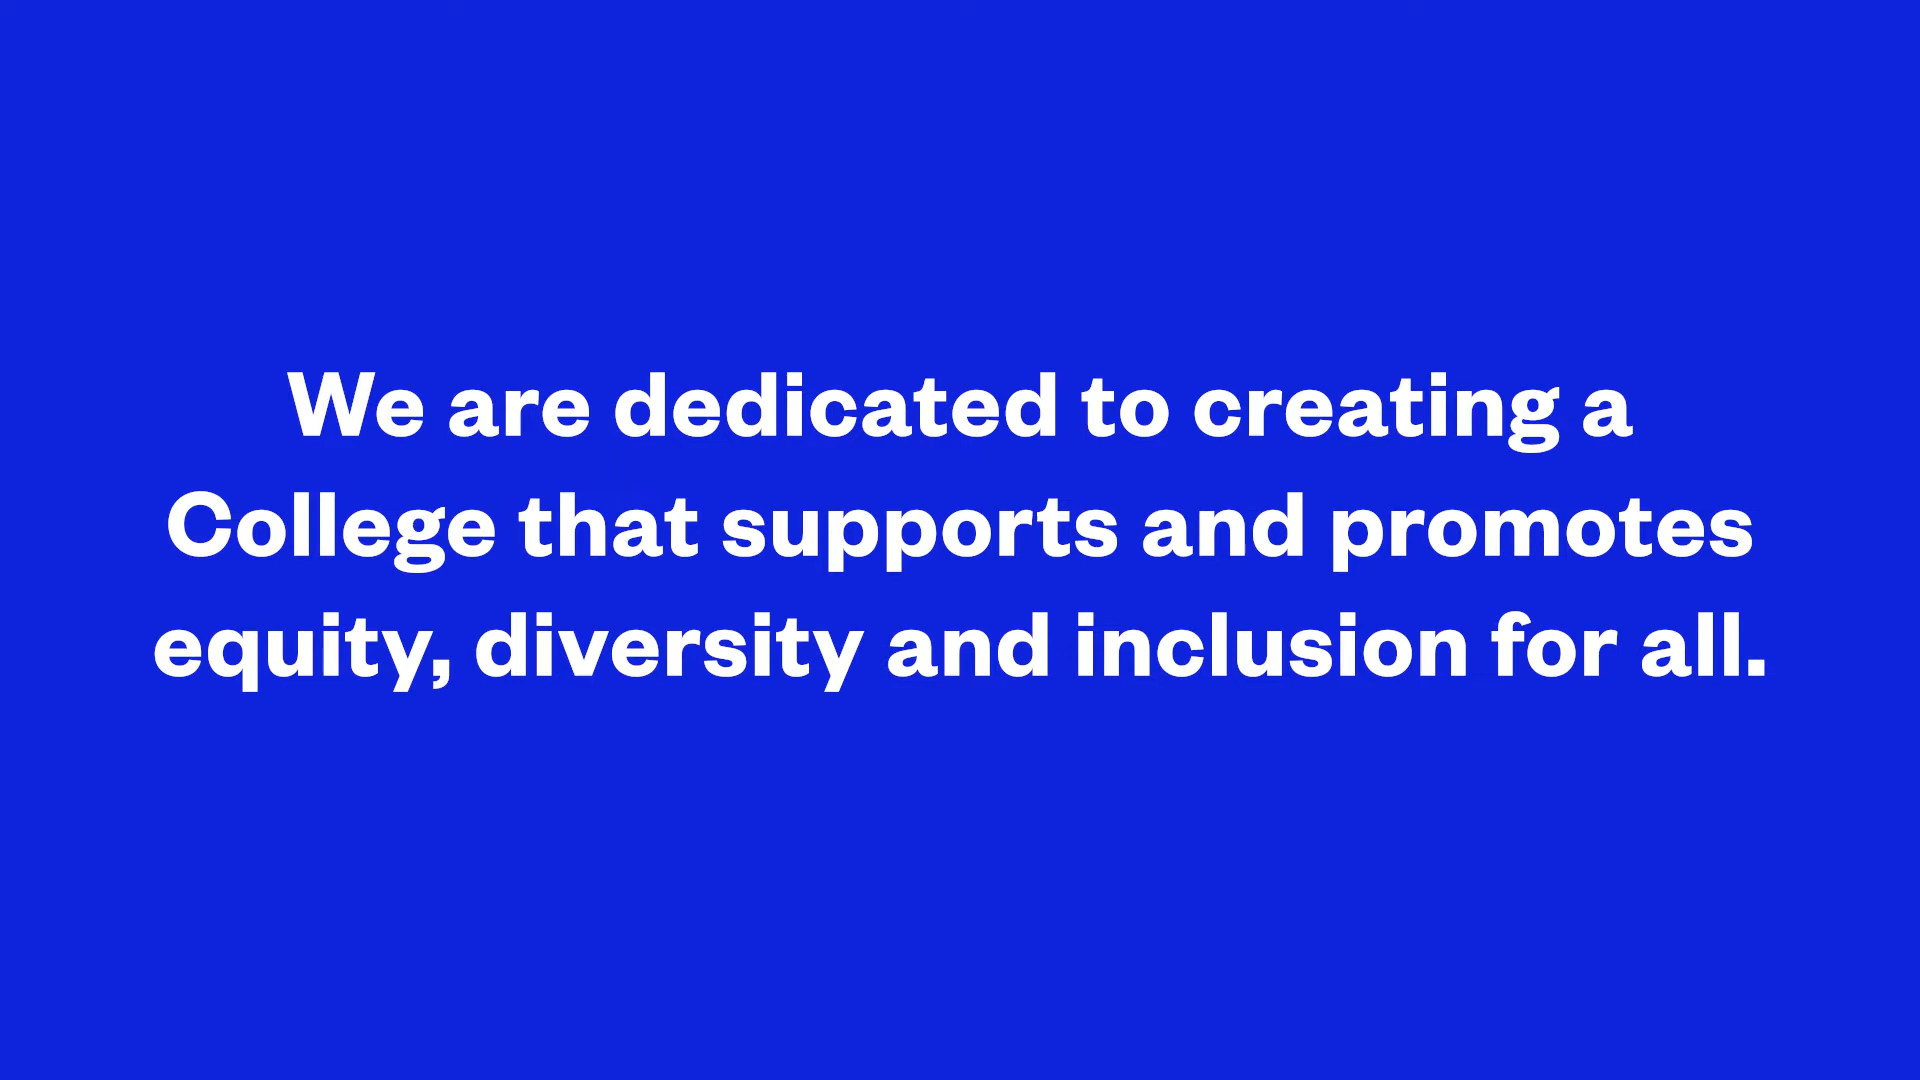 We are dedicated to creating a
College that supports and promotes
equity, diversity and inclusion for all.